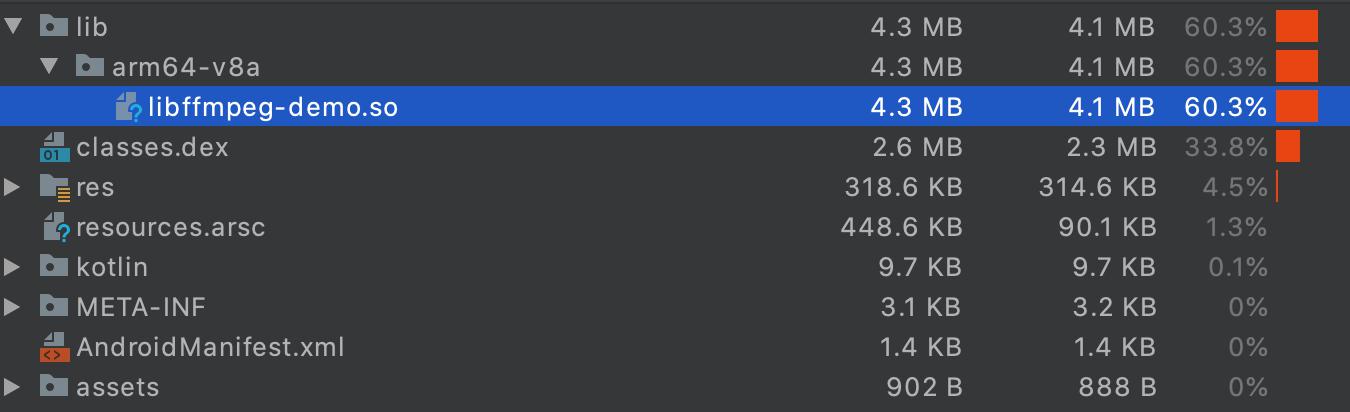 lib 4.3 MB 4.1 MB 60.3%
arm64-v8a 4.3 MB 4.1 MB 60.3%
? libffmpeg-demo.so 4.3 MB 4.1 MB 60.3%
01 classes.dex 2.6 MB 2.3 MB 33.8%
res 318.6 KB 314.6 KB 4.5%
? resources.arsc 448.6 KB 90.1 KB 1.3%
kotlin 9.7 KB 9.7 KB 0.1%
META-INF 3.1 KB 3.2 KB 0%
<> AndroidManifest.xml 1.4 KB 1.4 KB 0%
assets 902 B 888 B 0%